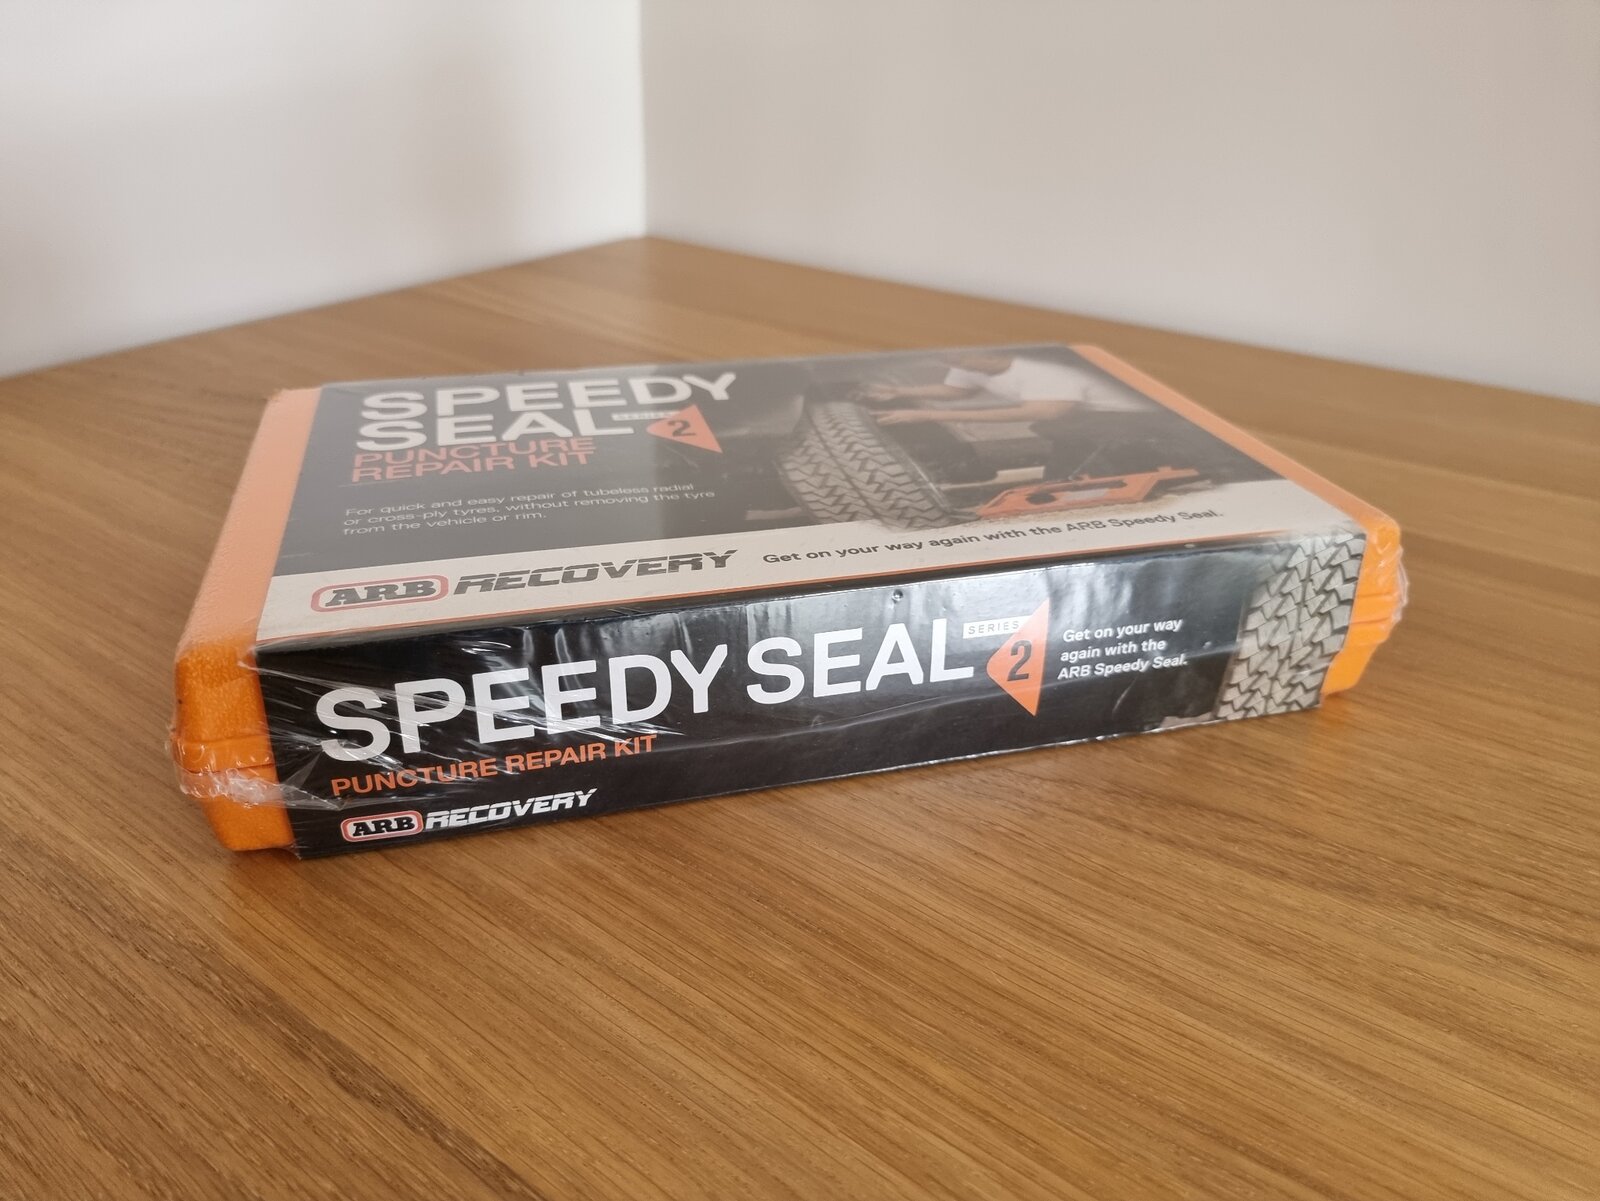 SPEEDY
SEAL
SERIES
2
PUNCTURE
REPAIR KIT
For quick and easy repair of tubeless radial
or cross-ply tyres, without removing the tyre
from the vehicle or rim.
ARB RECOVERY
Get on your way again with the ARB Speedy Seal.
SPEEDY SEAL
SERIES
2
Get on your way
again with the
ARB Speedy Seal.
PUNCTURE REPAIR KIT
ARB RECOVERY